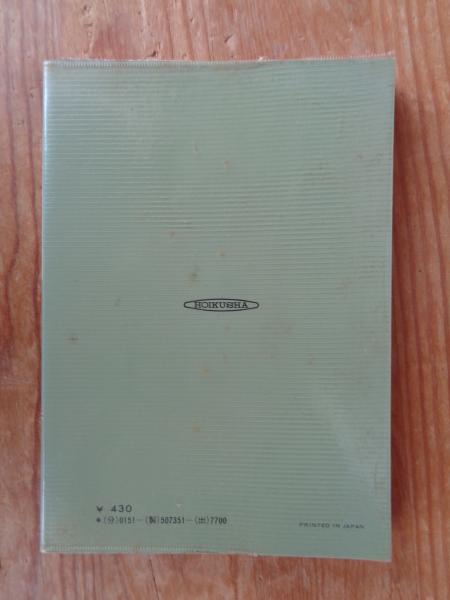 HOIKUSHA
¥ 430
*(分)0151-(製)507351-(出)7700
PRINTED IN JAPAN